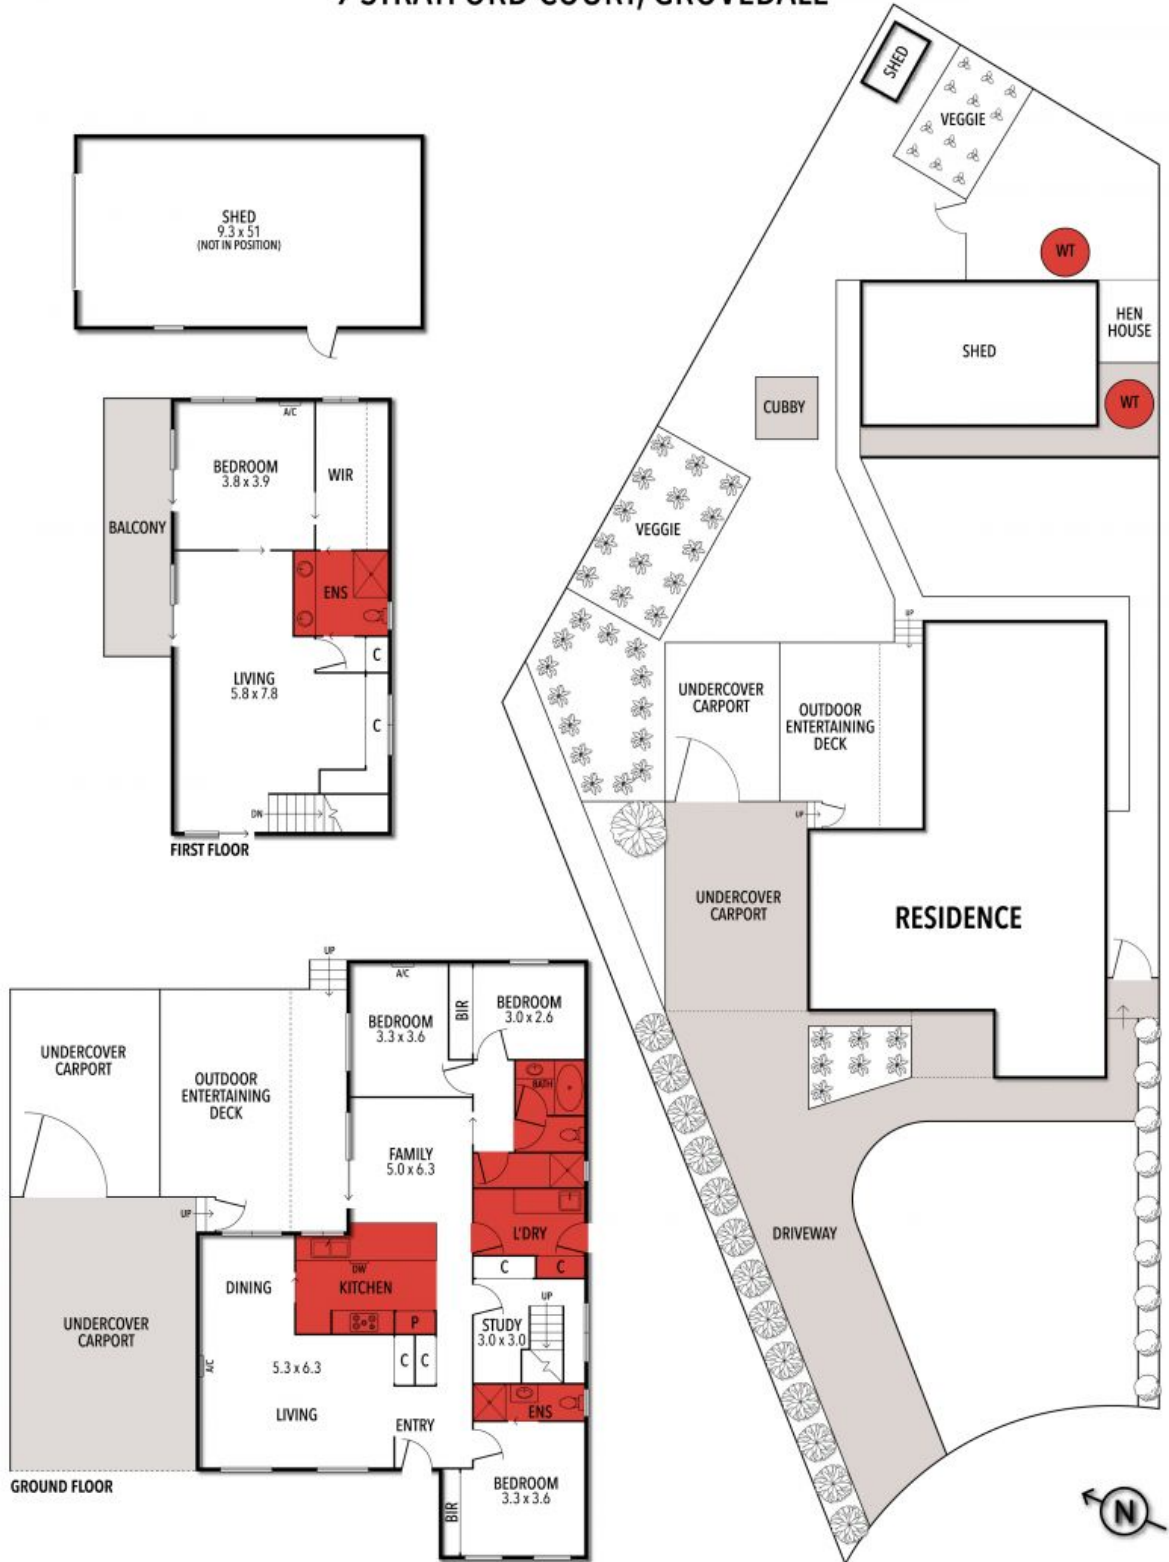 7 STRATFORD COURT, GROVEDALE
SHED
9.3 x 51
(NOT IN POSITION)
A/C
BEDROOM
3.8 x 3.9
WIR
BALCONY
ENS
C
LIVING
5.8 x 7.8
C
DN
FIRST FLOOR
SHED
VEGGIE
WT
HEN
HOUSE
SHED
WT
CUBBY
VEGGIE
UP
UNDERCOVER
CARPORT
OUTDOOR
ENTERTAINING
DECK
UP
UNDERCOVER
CARPORT
RESIDENCE
DRIVEWAY
N
UP
A/C
BEDROOM
3.3 x 3.6
BIR
BEDROOM
3.0 x 2.6
UNDERCOVER
CARPORT
OUTDOOR
ENTERTAINING
DECK
BATH
FAMILY
5.0 x 6.3
UP
L'DRY
DW
C
C
DINING
KITCHEN
UP
P
STUDY
3.0 x 3.0
UNDERCOVER
CARPORT
A/C
5.3 x 6.3
C
C
LIVING
ENS
ENTRY
BEDROOM
3.3 x 3.6
BIR
GROUND FLOOR